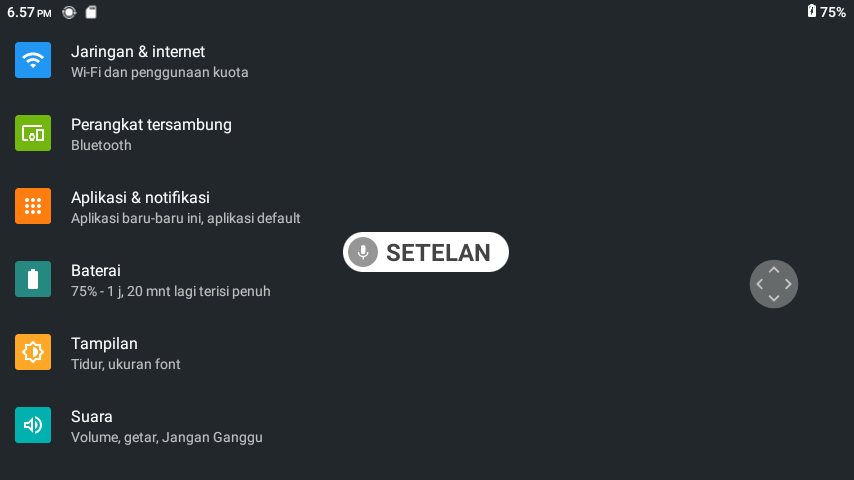 6.57 PM
75%
Jaringan & internet
Wi-Fi dan penggunaan kuota
Perangkat tersambung
Bluetooth
Aplikasi & notifikasi
Aplikasi baru-baru ini, aplikasi default
SETELAN
Baterai
75% - 1 j, 20 mnt lagi terisi penuh
Tampilan
Tidur, ukuran font
Suara
Volume, getar, Jangan Ganggu